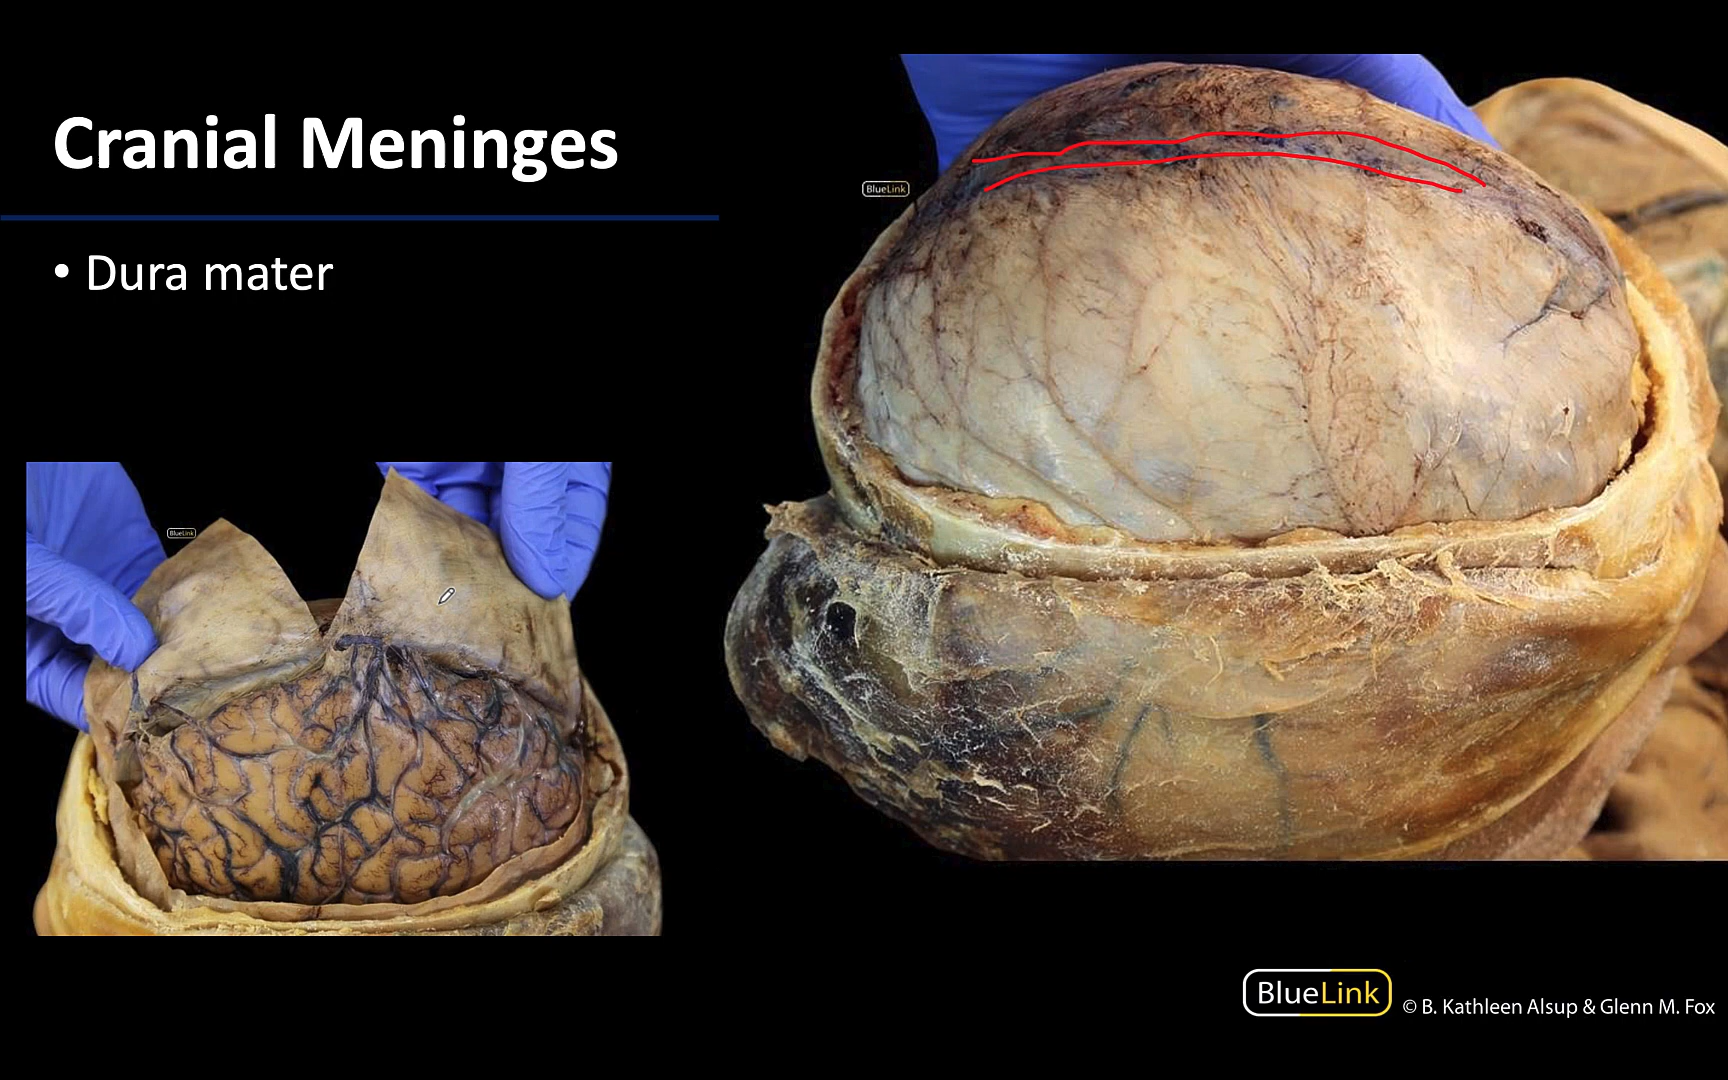 Cranial Meninges
• Dura mater
BlueLink
BlueLink
BlueLink
© B. Kathleen Alsup & Glenn M. Fox